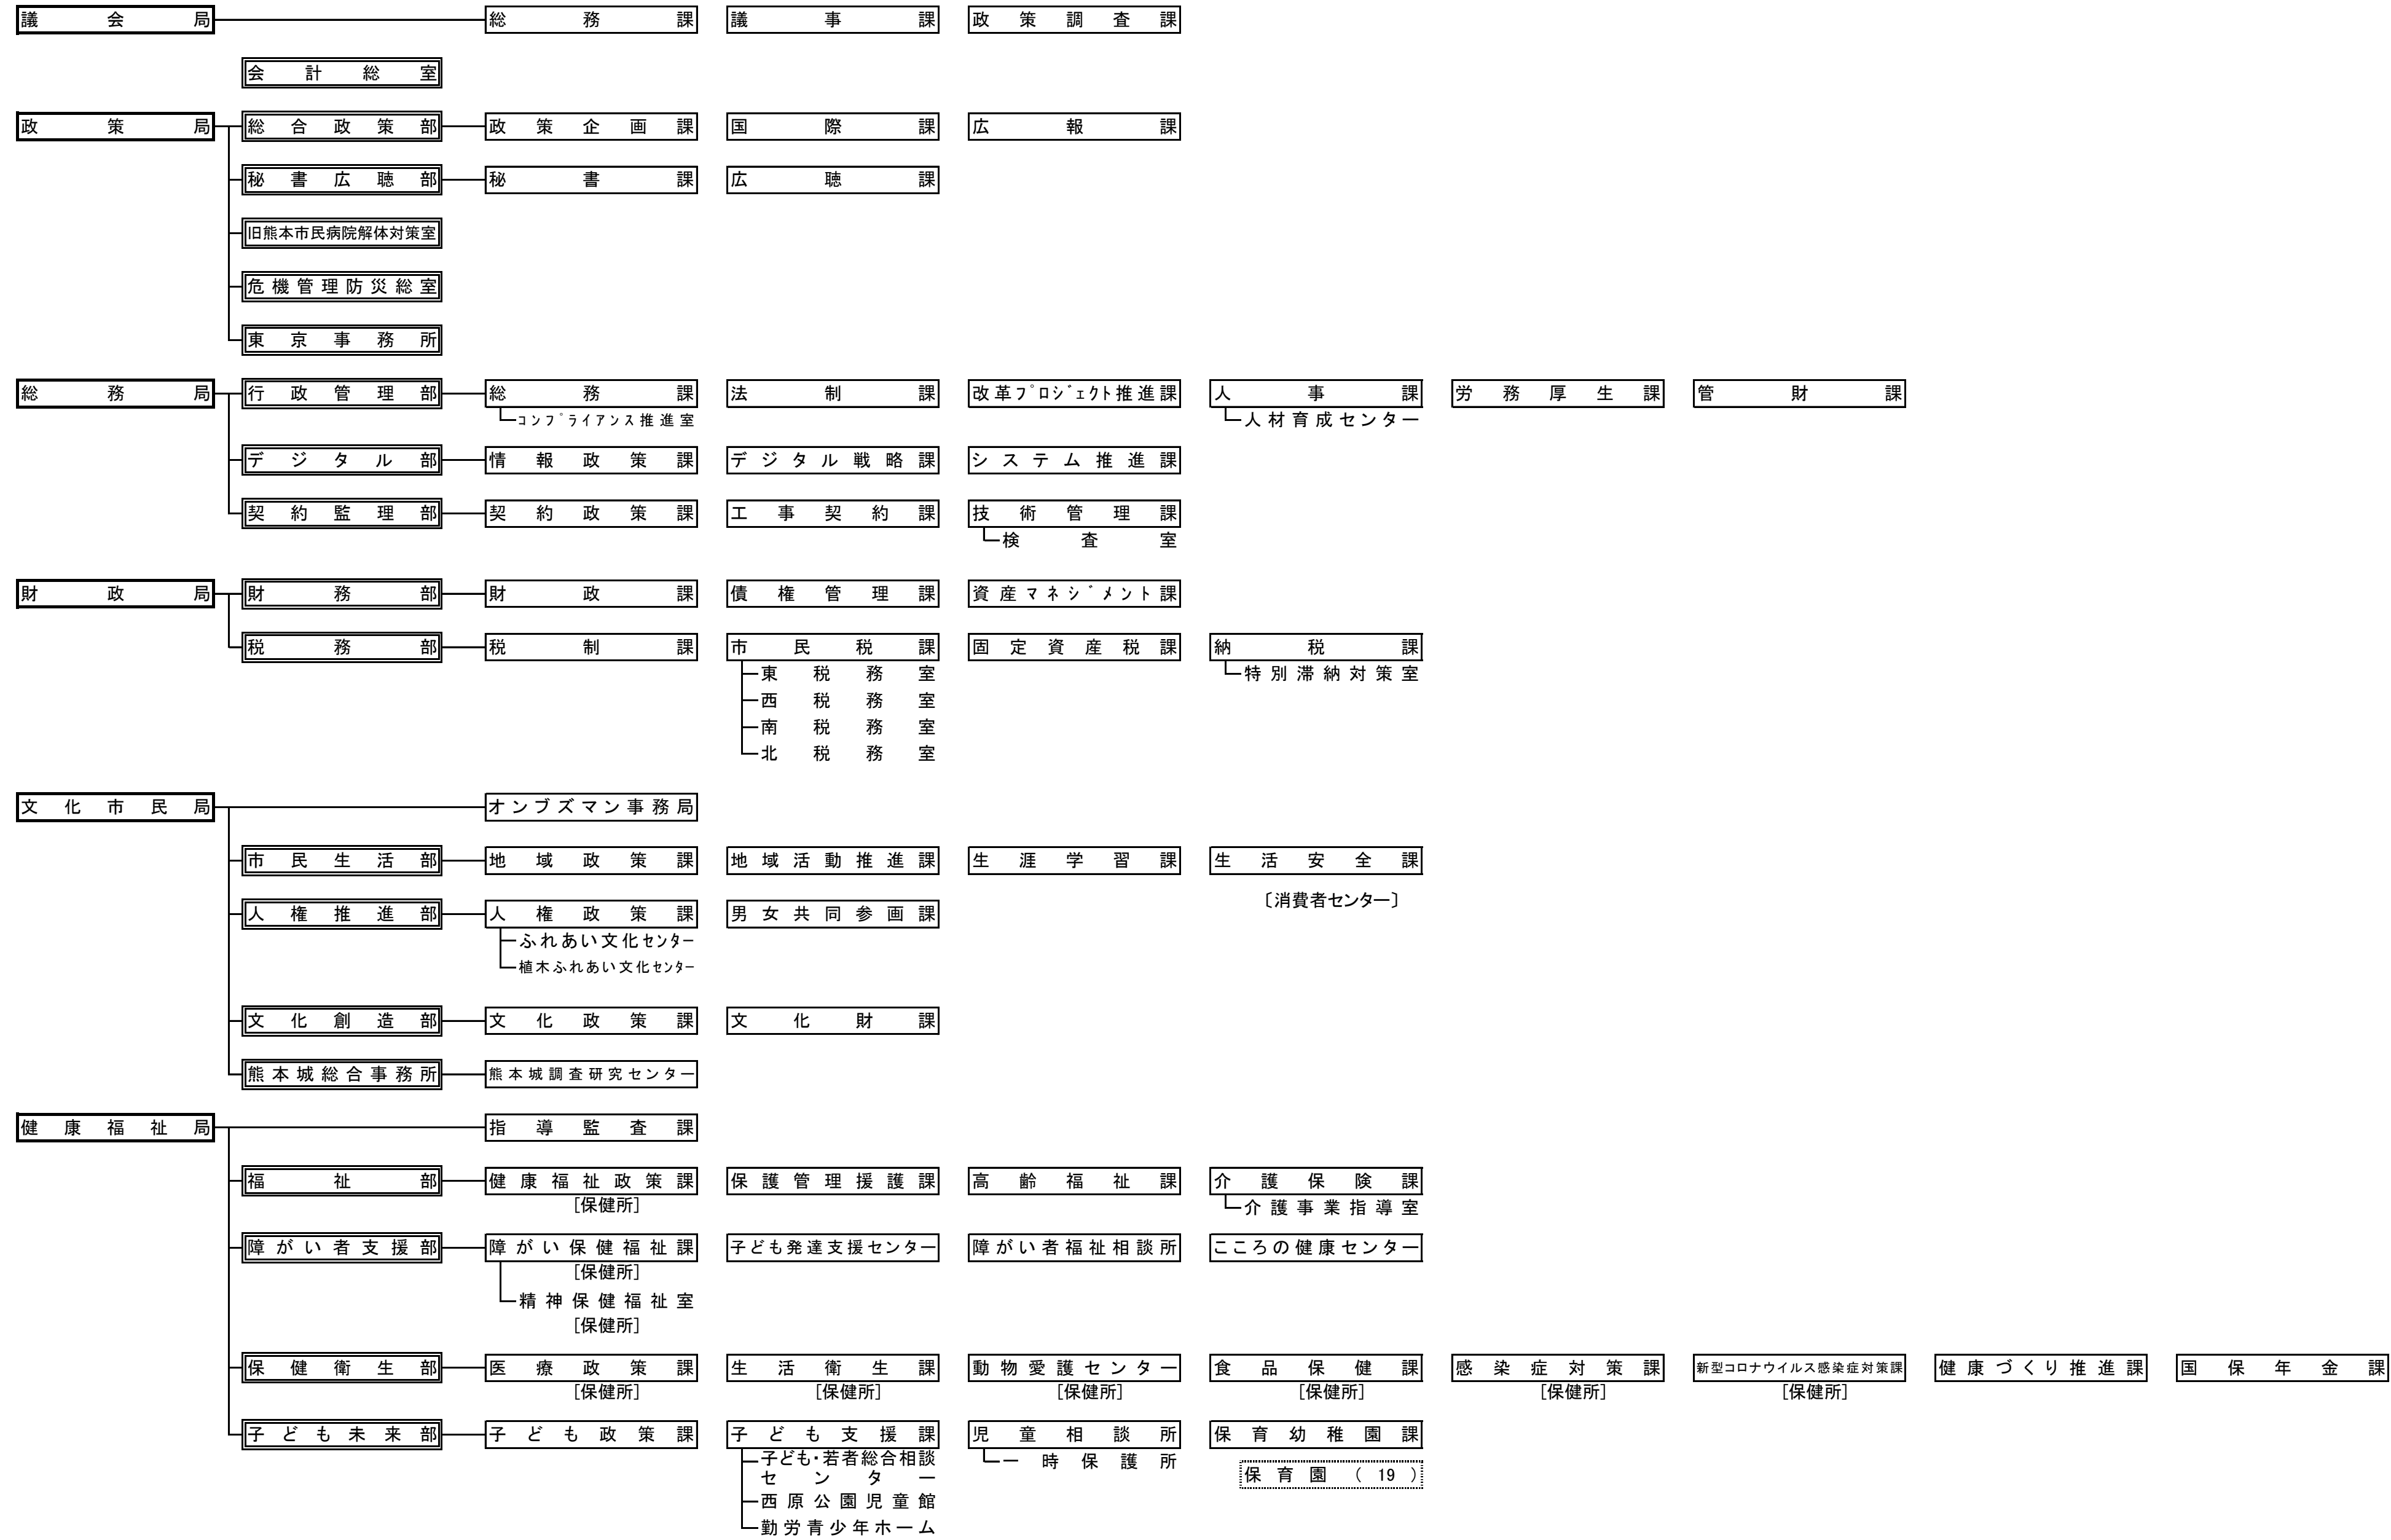 議会局 総務課 議事課 政策調査課
会計総室
政策局 総合政策部 政策企画課 国際課 広報課
秘書広聴部 秘書課 広聴課
旧熊本市民病院解体対策室
危機管理防災総室
東京事務所
総務局 行政管理部 総務課 法制課 改革プロジェクト推進課 人事課 労務厚生課 管財課
コンプライアンス推進室 人材育成センター
デジタル部 情報政策課 デジタル戦略課 システム推進課
契約監理部 契約政策課 工事契約課 技術管理課
検査室
財政局 財務部 財政課 債権管理課 資産マネジメント課
税務部 税制課 市民税課 固定資産税課 納税課
東税務室 特別滞納対策室
西税務室
南税務室
北税務室
文化市民局 オンブズマン事務局
市民生活部 地域政策課 地域活動推進課 生涯学習課 生活安全課
〔消費者センター〕
人権推進部 人権政策課 男女共同参画課
ふれあい文化センター
植木ふれあい文化センター
文化創造部 文化政策課 文化財課
熊本城総合事務所 熊本城調査研究センター
健康福祉局 指導監査課
福祉部 健康福祉政策課 保護管理援護課 高齢福祉課 介護保険課
[保健所] 介護事業指導室
障がい者支援部 障がい保健福祉課 子ども発達支援センター 障がい者福祉相談所 こころの健康センター
[保健所]
精神保健福祉室
[保健所]
保健衛生部 医療政策課 生活衛生課 動物愛護センター 食品保健課 感染症対策課 新型コロナウイルス感染症対策課 健康づくり推進課 国保年金課
[保健所] [保健所] [保健所] [保健所] [保健所] [保健所]
子ども未来部 子ども政策課 子ども支援課 児童相談所 保育幼稚園課
子ども・若者総合相談 一時保護所
センター 保育園（19）
西原公園児童館
勤労青少年ホーム